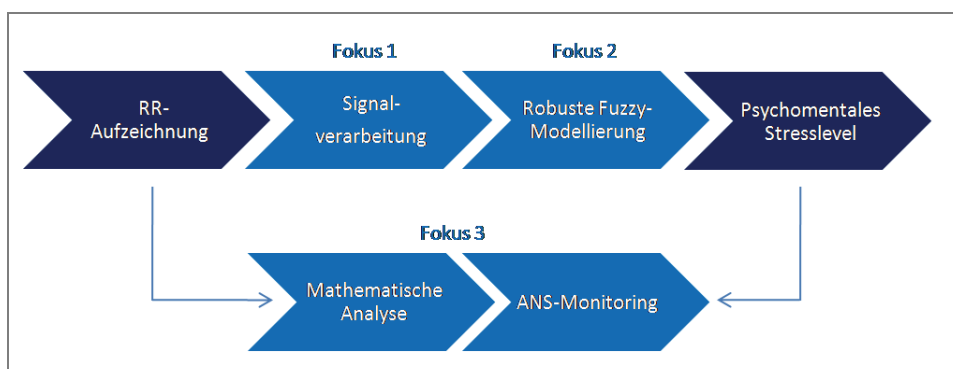 Fokus 1
Fokus 2
RR-
Aufzeichnung
Signal-
verarbeitung
Robuste Fuzzy-
Modellierung
Psychomentales
Stresslevel
Fokus 3
Mathematische
Analyse
ANS-Monitoring